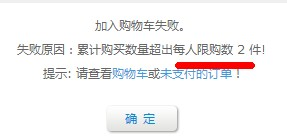 加入购物车失败。
失败原因：累计购买数量超出每人限购数 2 件!
提示: 请查看购物车或未支付的订单！
确 定